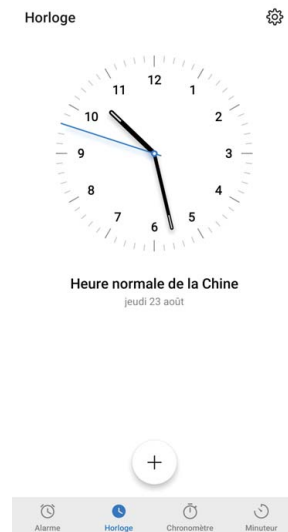 Horloge
12
11
1
10
2
9
3
8
4
7
5
6
Heure normale de la Chine
jeudi 23 août
Alarme
Horloge
Chronomètre
Minuteur